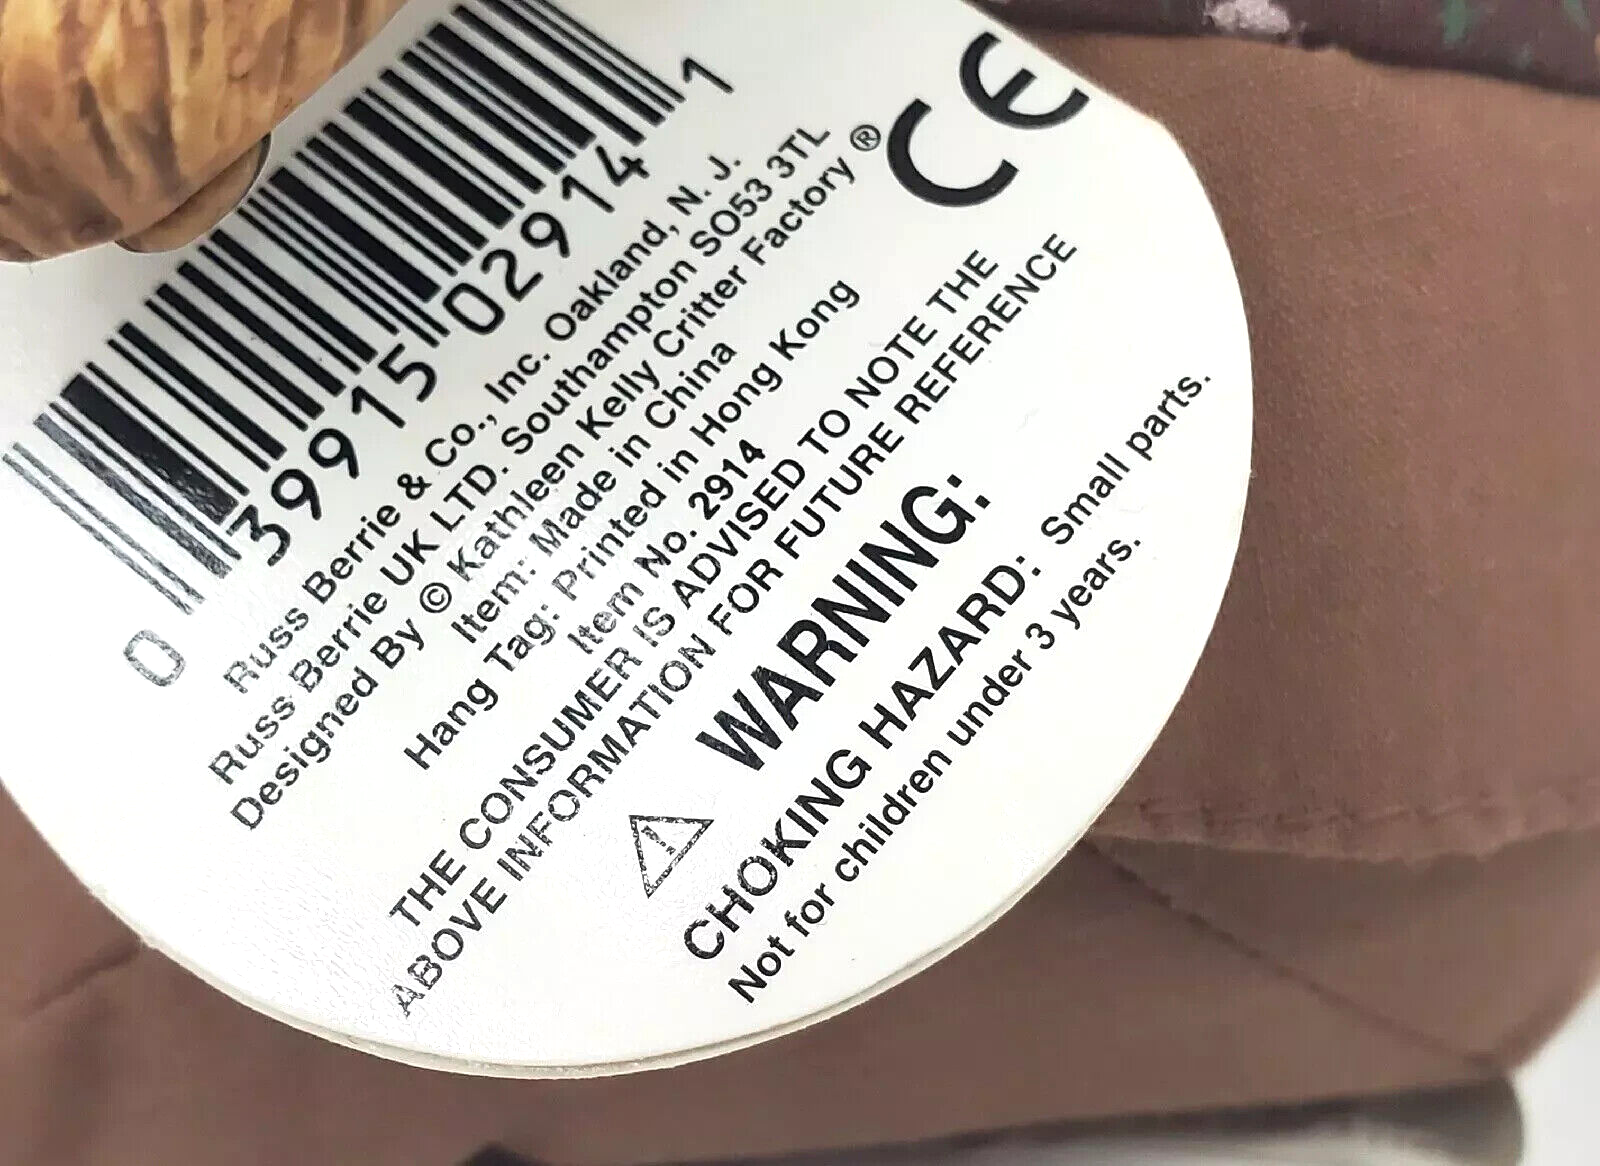 0 39915 02914 1
CE
Russ Berrie & Co., Inc. Oakland, N. J.
Russ Berrie UK LTD. Southampton SO53 3TL
Designed By © Kathleen Kelly Critter Factory ®
Item: Made in China
Hang Tag: Printed in Hong Kong
Item No. 2914
THE CONSUMER IS ADVISED TO NOTE THE
ABOVE INFORMATION FOR FUTURE REFERENCE
WARNING:
CHOKING HAZARD: Small parts.
Not for children under 3 years.